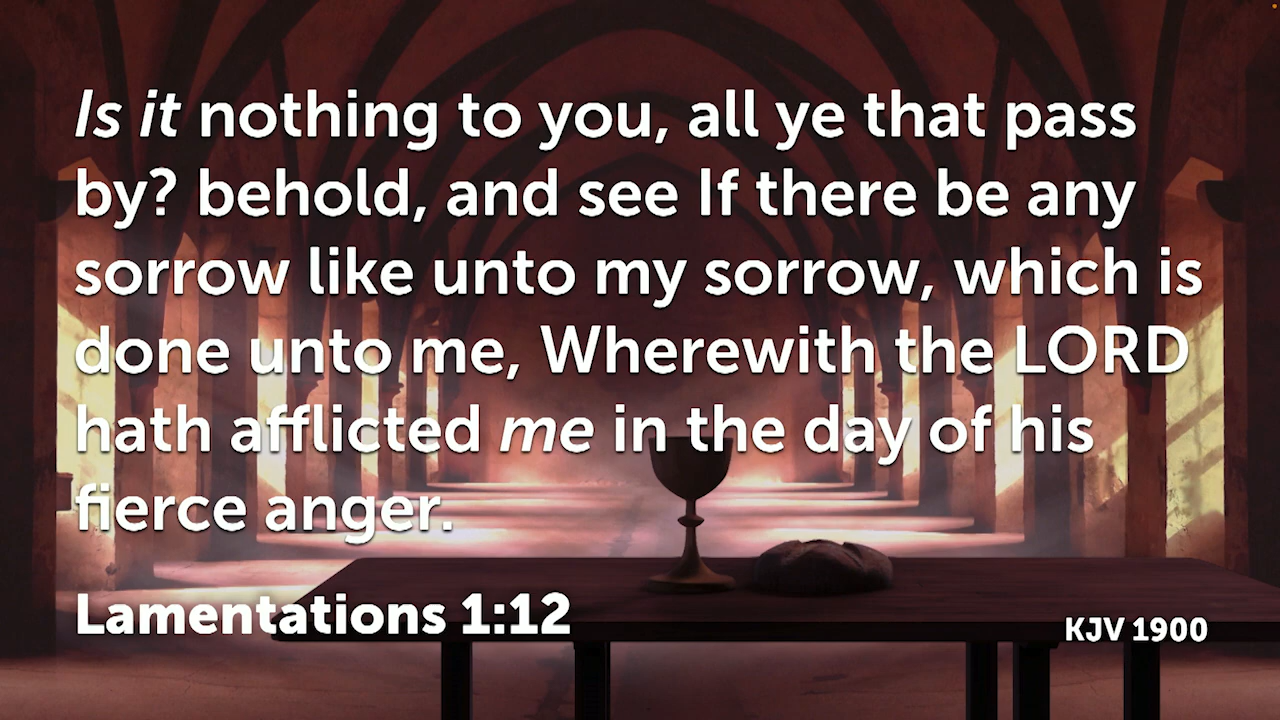 Is it nothing to you, all ye that pass
by? behold, and see If there be any
sorrow like unto my sorrow, which is
done unto me, Wherewith the LORD
hath afflicted me in the day of his
fierce anger.
Lamentations 1:12
KJV 1900